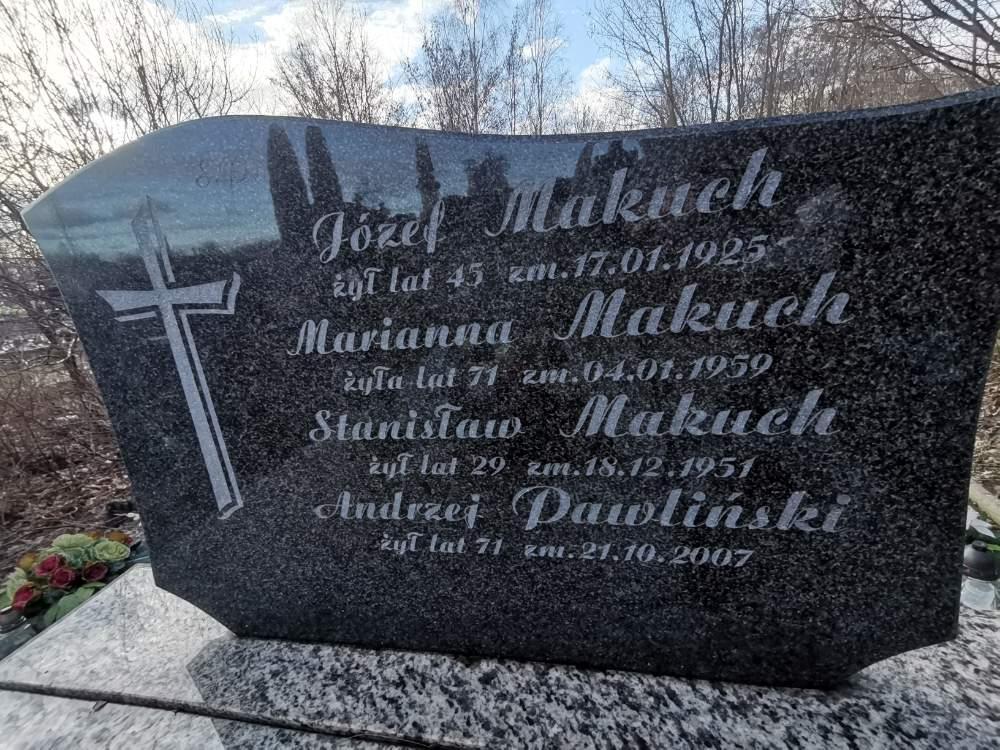 Ś.P.
Józef Makuch
żył lat 45 zm.17.01.1925
Marianna Makuch
żyła lat 71 zm.04.01.1959
Stanisław Makuch
żył lat 29 zm.18.12.1951
Andrzej Pawliński
żył lat 71 zm.21.10.2007